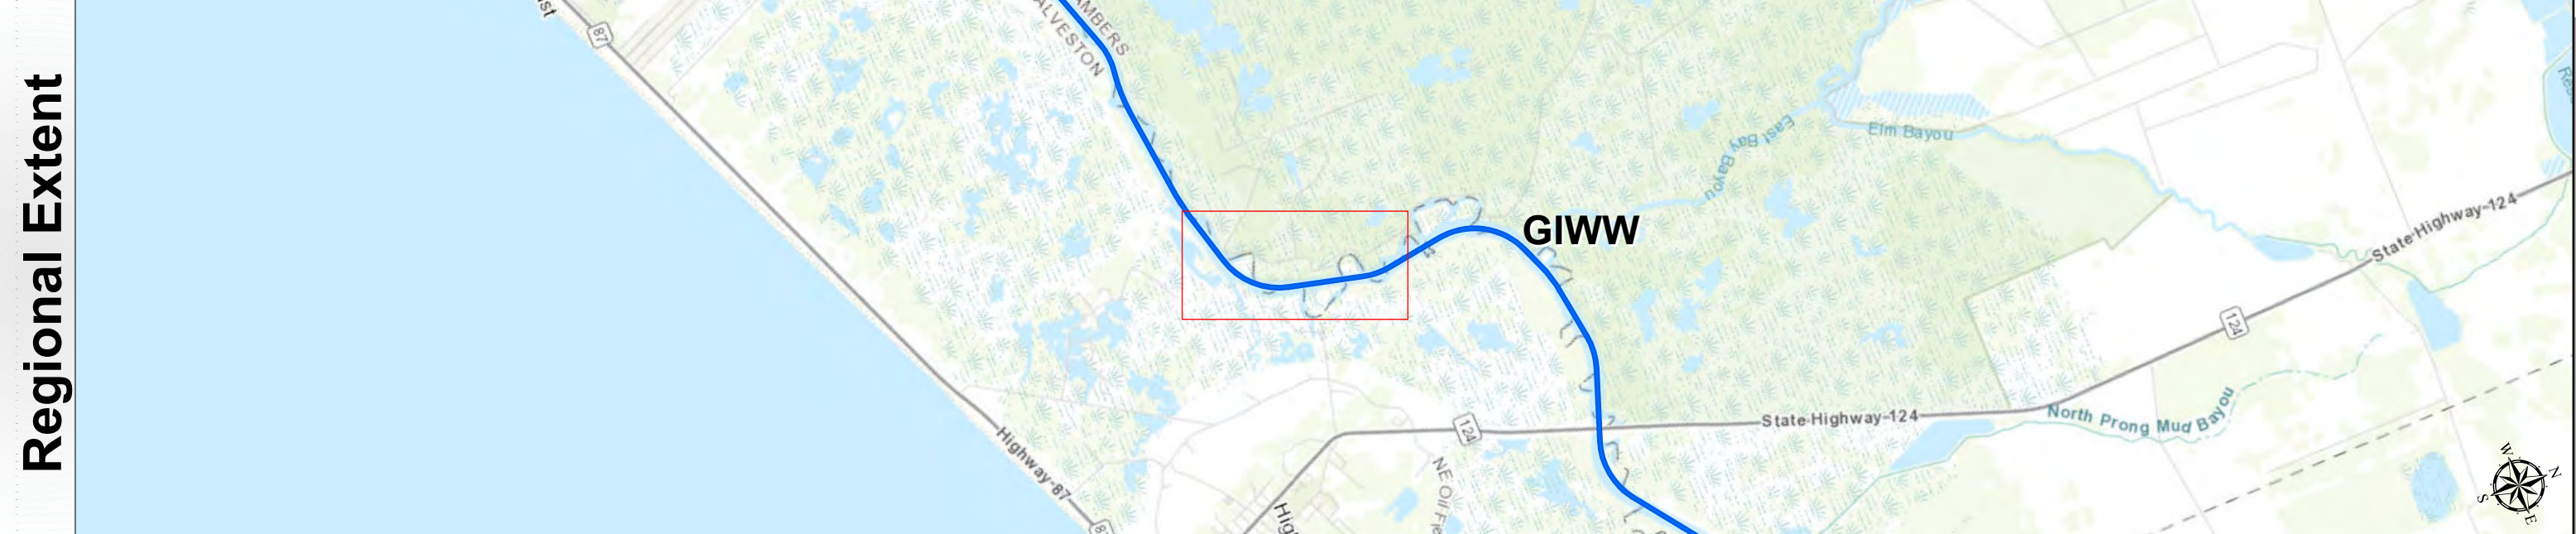 Regional Extent
87
AMBERS
ALVESTON
East Bay Bayou
Elm Bayou
GIWW
State Highway 124
124
State Highway-124
124
North Prong Mud Bayou
Highway-87
NE Oil Fie
W
N
S
E